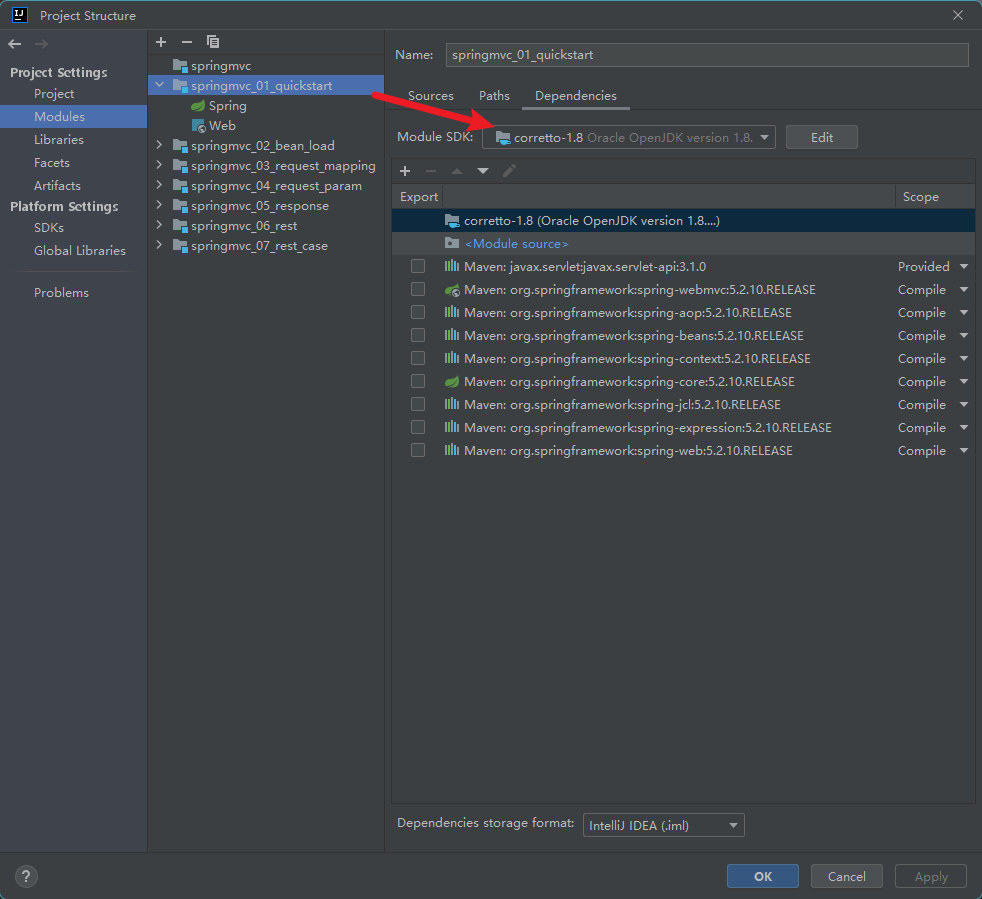 Project Structure
Project Settings
Project
Modules
Libraries
Facets
Artifacts
Platform Settings
SDKs
Global Libraries
Problems
springmvc
springmvc_01_quickstart
Spring
Web
springmvc_02_bean_load
springmvc_03_request_mapping
springmvc_04_request_param
springmvc_05_response
springmvc_06_rest
springmvc_07_rest_case
Name: springmvc_01_quickstart
Sources Paths Dependencies
Module SDK: corretto-1.8 Oracle OpenJDK version 1.8. Edit
Export Scope
corretto-1.8 (Oracle OpenJDK version 1.8....)
<Module source>
Maven: javax.servlet:javax.servlet-api:3.1.0 Provided
Maven: org.springframework:spring-webmvc:5.2.10.RELEASE Compile
Maven: org.springframework:spring-aop:5.2.10.RELEASE Compile
Maven: org.springframework:spring-beans:5.2.10.RELEASE Compile
Maven: org.springframework:spring-context:5.2.10.RELEASE Compile
Maven: org.springframework:spring-core:5.2.10.RELEASE Compile
Maven: org.springframework:spring-jcl:5.2.10.RELEASE Compile
Maven: org.springframework:spring-expression:5.2.10.RELEASE Compile
Maven: org.springframework:spring-web:5.2.10.RELEASE Compile
Dependencies storage format: IntelliJ IDEA (.iml)
? OK Cancel Apply